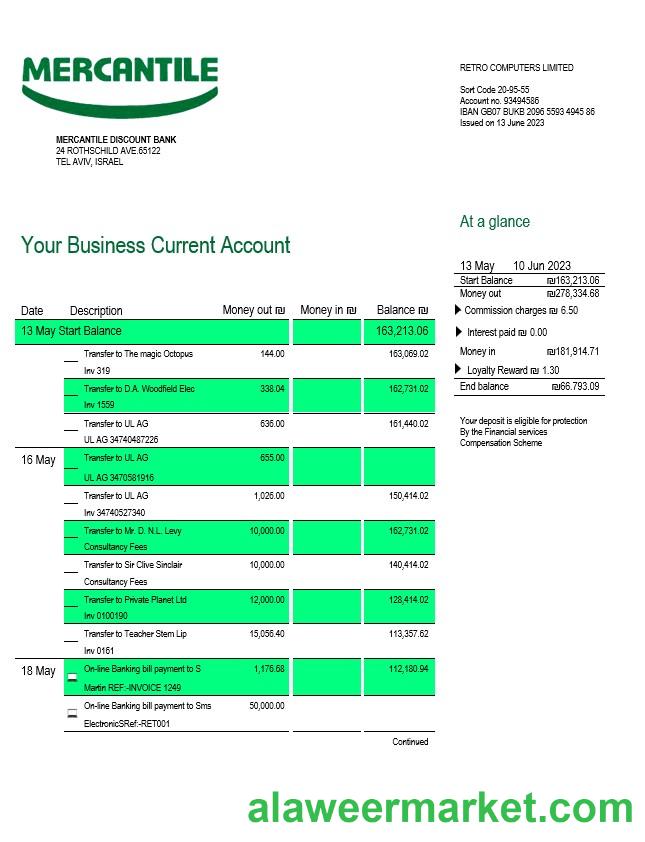 MERCANTILE
RETRO COMPUTERS LIMITED
Sort Code 20-95-55
Account no. 93494586
IBAN GB07 BUKB 2096 5593 4945 86
Issued on 13 June 2023
MERCANTILE DISCOUNT BANK
24 ROTHSCHILD AVE.65122
TEL AVIV, ISRAEL
At a glance
Your Business Current Account
13 May 10 Jun 2023
Start Balance ₪163,213.06
Money out ₪278,334.68
Commission charges ₪ 6.50
Interest paid ₪ 0.00
Money in ₪181,914.71
Loyalty Reward ₪ 1.30
End balance ₪66.793.09
Your deposit is eligible for protection
By the Financial services
Compensation Scheme
Date Description Money out ₪ Money in ₪ Balance ₪
13 May Start Balance 163,213.06
Transfer to The magic Octopus 144.00 163,069.02
Inv 319
Transfer to D.A. Woodfield Elec 338.04 162,731.02
Inv 1559
Transfer to UL AG 636.00 161,440.02
UL AG 34740487226
16 May Transfer to UL AG 655.00
UL AG 3470581916
Transfer to UL AG 1,026.00 150,414.02
Inv 34740527340
Transfer to Mr. D. N.L. Levy 10,000.00 162,731.02
Consultancy Fees
Transfer to Sir Clive Sinclair 10,000.00 140,414.02
Consultancy Fees
Transfer to Private Planet Ltd 12,000.00 128,414.02
Inv 0100190
Transfer to Teacher Stem Lip 15,056.40 113,357.62
Inv 0161
18 May On-line Banking bill payment to S 1,176.68 112,180.94
Martin REF:-INVOICE 1249
On-line Banking bill payment to Sms 50,000.00
ElectronicSRef:-RET001
Continued
alaweermarket.com